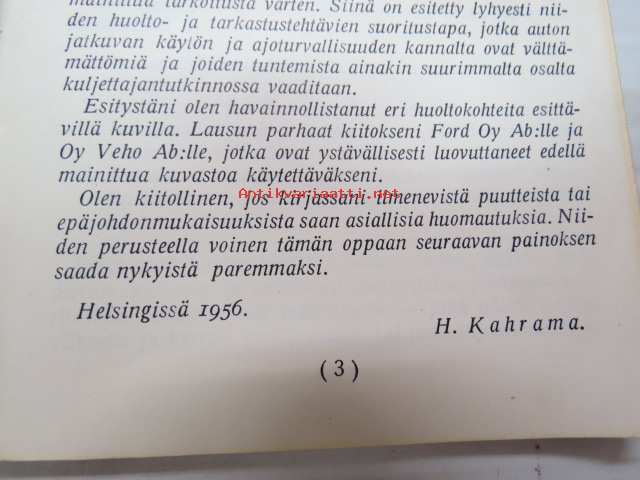 mainittua tarkoitusta varten. Siinä on esitetty lyhyesti nii-
den huolto- ja tarkastustehtävien suoritustapa, jotka auton
jatkuvan käytön ja ajoturvallisuuden kannalta ovat välttä-
mättömiä ja joiden tuntemista ainakin suurimmalta osalta
kuljettajantutkinnossa vaaditaan.
Esitystäni olen havainnollistanut eri huoltokohteita esittä-
villä kuvilla. Lausun parhaat kiitokseni Ford Oy Ab:lle ja
Oy Veho Ab:lle, jotka ovat ystävällisesti luovuttaneet edellä
mainittua kuvastoa käytettäväkseni.
Antikvariaatti.net
Olen kiitollinen, jos kirjassani ilmenevistä puutteista tai
epäjohdonmukaisuuksista saan asiallisia huomautuksia. Nii-
den perusteella voinen tämän oppaan seuraavan painoksen
saada nykyistä paremmaksi.
Helsingissä 1956.
H. Kahrama.
(3)